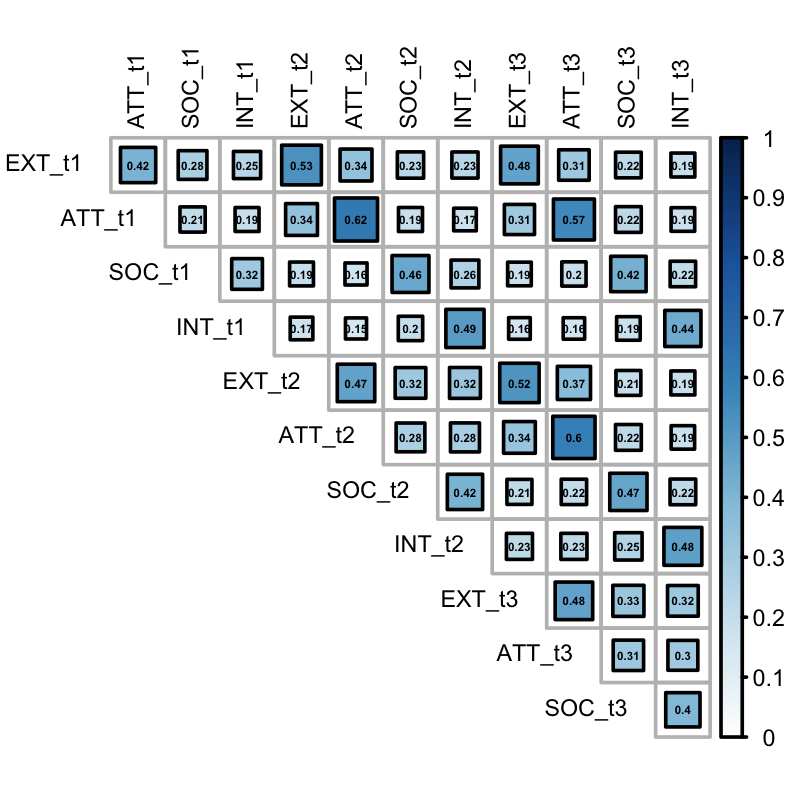 ATT_t1 SOC_t1 INT_t1 EXT_t2 ATT_t2 SOC_t2 INT_t2 EXT_t3 ATT_t3 SOC_t3 INT_t3
EXT_t1 0.42 0.28 0.25 0.53 0.34 0.23 0.23 0.48 0.31 0.22 0.19
ATT_t1 0.21 0.19 0.34 0.62 0.19 0.17 0.31 0.57 0.22 0.19
SOC_t1 0.32 0.19 0.16 0.46 0.26 0.19 0.2 0.42 0.22
INT_t1 0.17 0.15 0.2 0.49 0.16 0.16 0.19 0.44
EXT_t2 0.47 0.32 0.32 0.52 0.37 0.21 0.19
ATT_t2 0.28 0.28 0.34 0.6 0.22 0.19
SOC_t2 0.42 0.21 0.22 0.47 0.22
INT_t2 0.23 0.23 0.25 0.48
EXT_t3 0.48 0.33 0.32
ATT_t3 0.31 0.3
SOC_t3 0.4
1
0.9
0.8
0.7
0.6
0.5
0.4
0.3
0.2
0.1
0